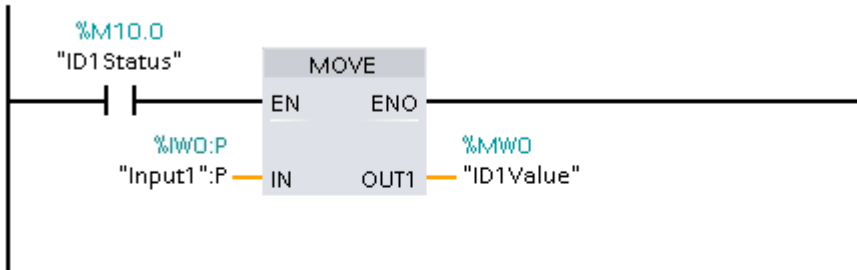 %M10.0
"ID1Status"
MOVE
EN ENO
%IW0:P
"Input1":P
IN OUT1
%MW0
"ID1Value"